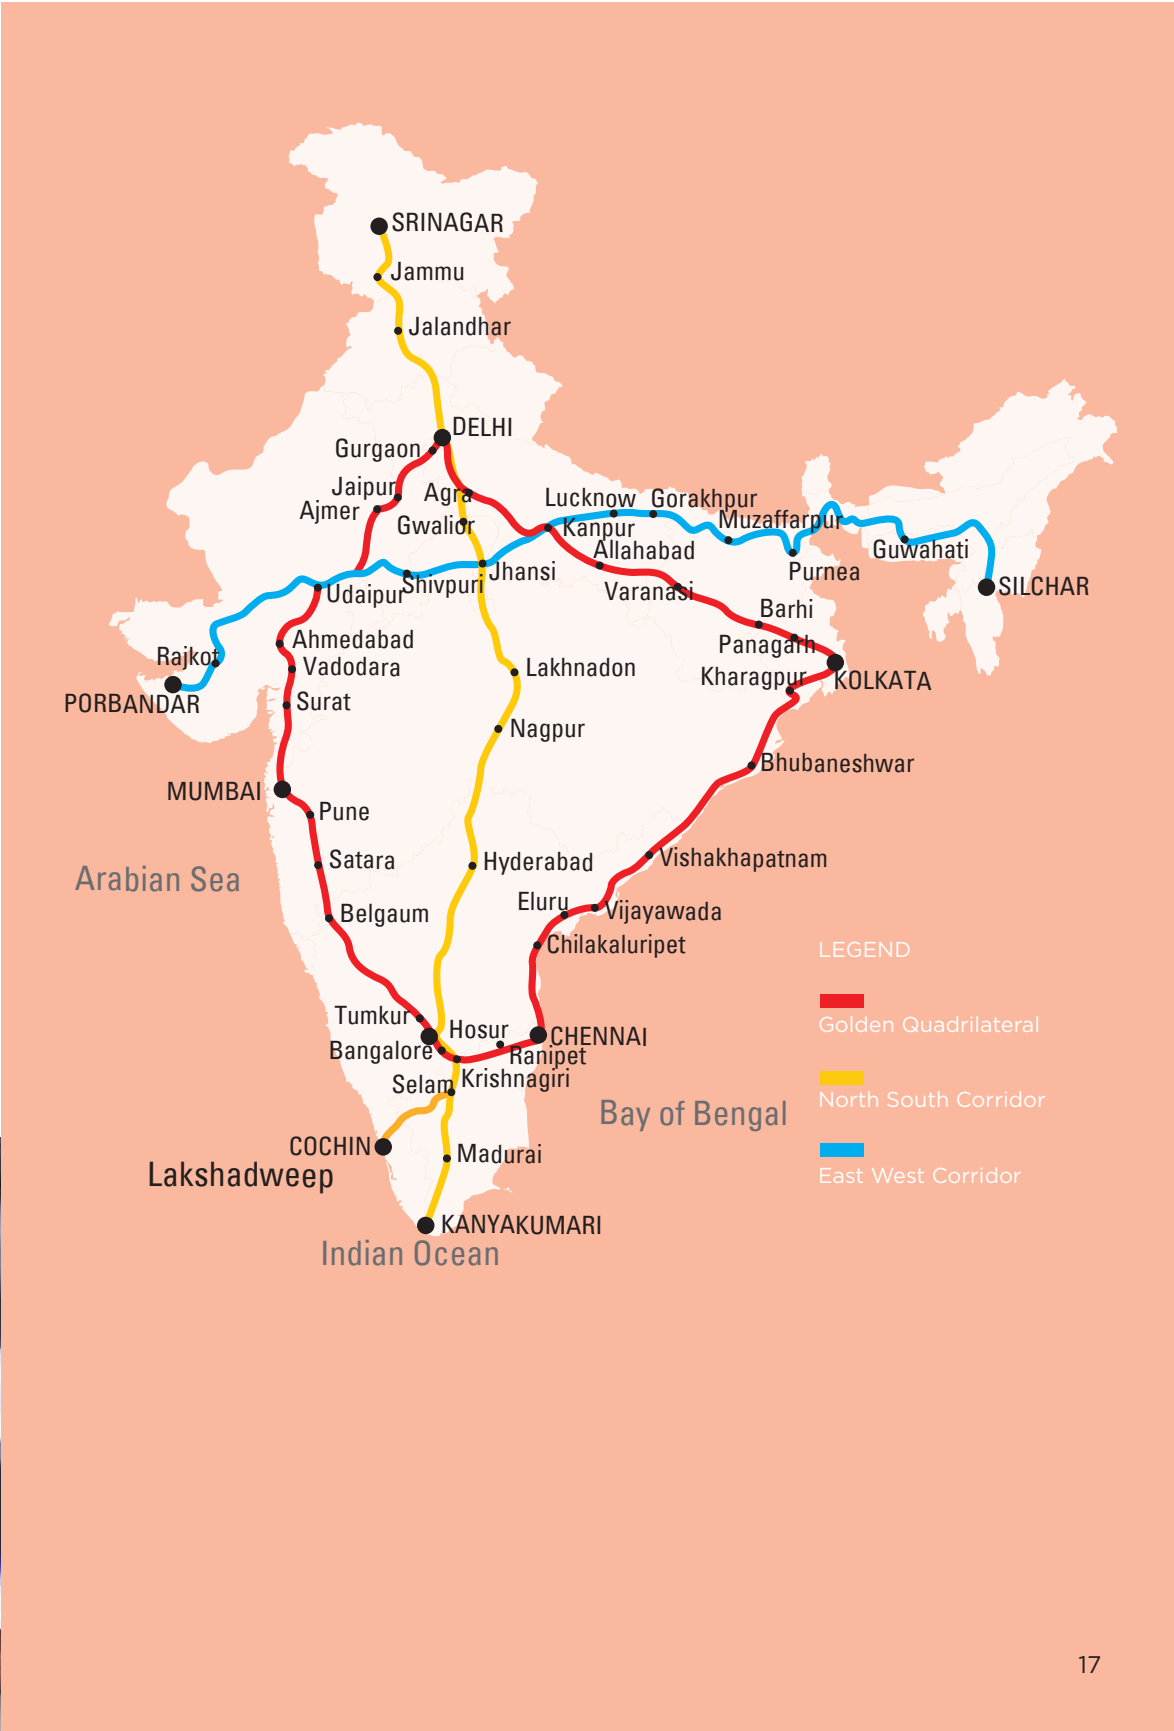 SRINAGAR
Jammu
Jalandhar
DELHI
Gurgaon
Jaipur
Agra
Ajmer
Gwalior
Lucknow
Gorakhpur
Kanpur
Muzaffarpur
Allahabad
Guwahati
Jhansi
Purnea
Shivpuri
Udaipur
Varanasi
SILCHAR
Barhi
Ahmedabad
Panagarh
Rajkot
Vadodara
Lakhnadon
Kharagpur
KOLKATA
PORBANDAR
Surat
Nagpur
Bhubaneshwar
MUMBAI
Pune
Satara
Hyderabad
Vishakhapatnam
Arabian Sea
Eluru
Belgaum
Vijayawada
Chilakaluripet
LEGEND
Golden Quadrilateral
North South Corridor
East West Corridor
Tumkur
Hosur
CHENNAI
Bangalore
Ranipet
Krishnagiri
Selam
Bay of Bengal
COCHIN
Madurai
Lakshadweep
KANYAKUMARI
Indian Ocean
17